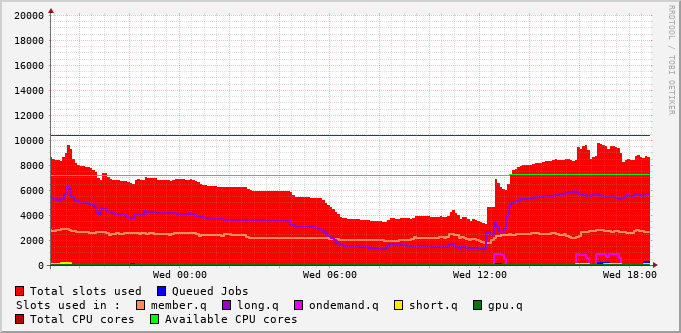 RRDTOOL / TOBI OETIKER
20000
18000
16000
14000
12000
10000
8000
6000
4000
2000
0
Wed 00:00 Wed 06:00 Wed 12:00 Wed 18:00
Total slots used Queued Jobs
Slots used in : member.q long.q ondemand.q short.q gpu.q
Total CPU cores Available CPU cores